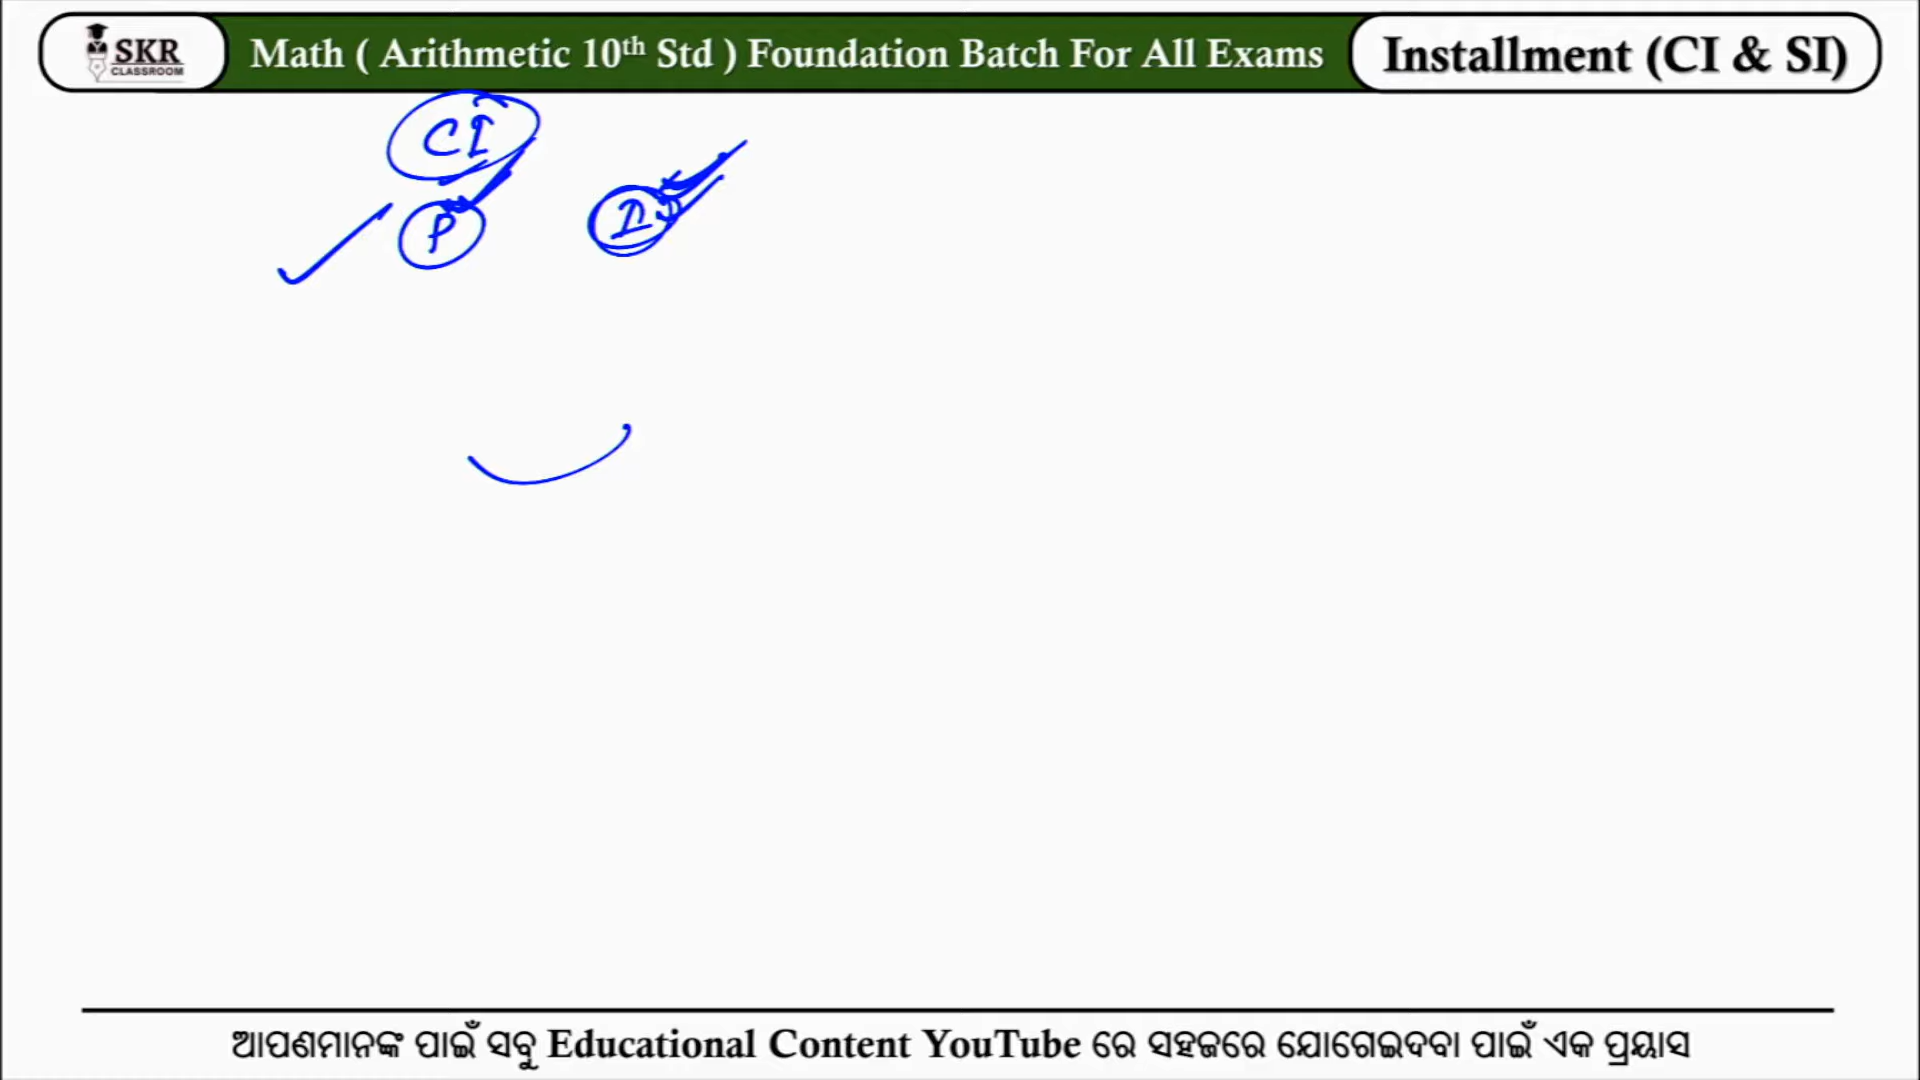 SKR
CLASSROOM
Math ( Arithmetic 10th Std ) Foundation Batch For All Exams
Installment (CI & SI)
CI
P
I
ଆପଣମାନଙ୍କ ପାଇଁ ସବୁ Educational Content YouTube ରେ ସହଜରେ ଯୋଗେଇଦବା ପାଇଁ ଏକ ପ୍ରୟାସ